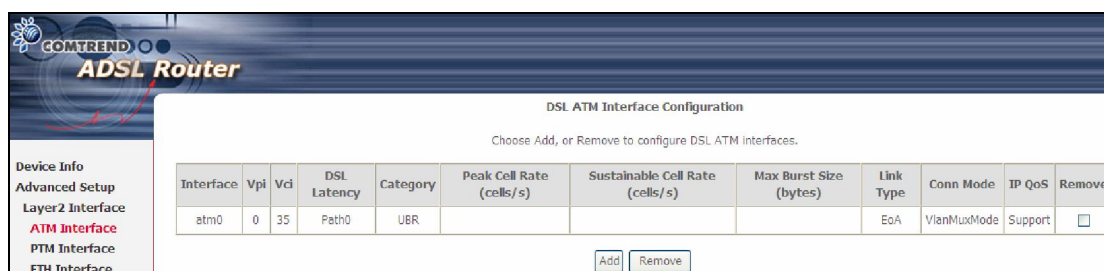 COMTREND
ADSL Router
DSL ATM Interface Configuration
Choose Add, or Remove to configure DSL ATM interfaces.
Device Info
Advanced Setup
Layer2 Interface
ATM Interface
PTM Interface
ETH Interface
Interface Vpi Vci DSL Latency Category Peak Cell Rate (cells/s) Sustainable Cell Rate (cells/s) Max Burst Size (bytes) Link Type Conn Mode IP QoS Remove
atm0 0 35 Path0 UBR EoA VlanMuxMode Support
Add Remove